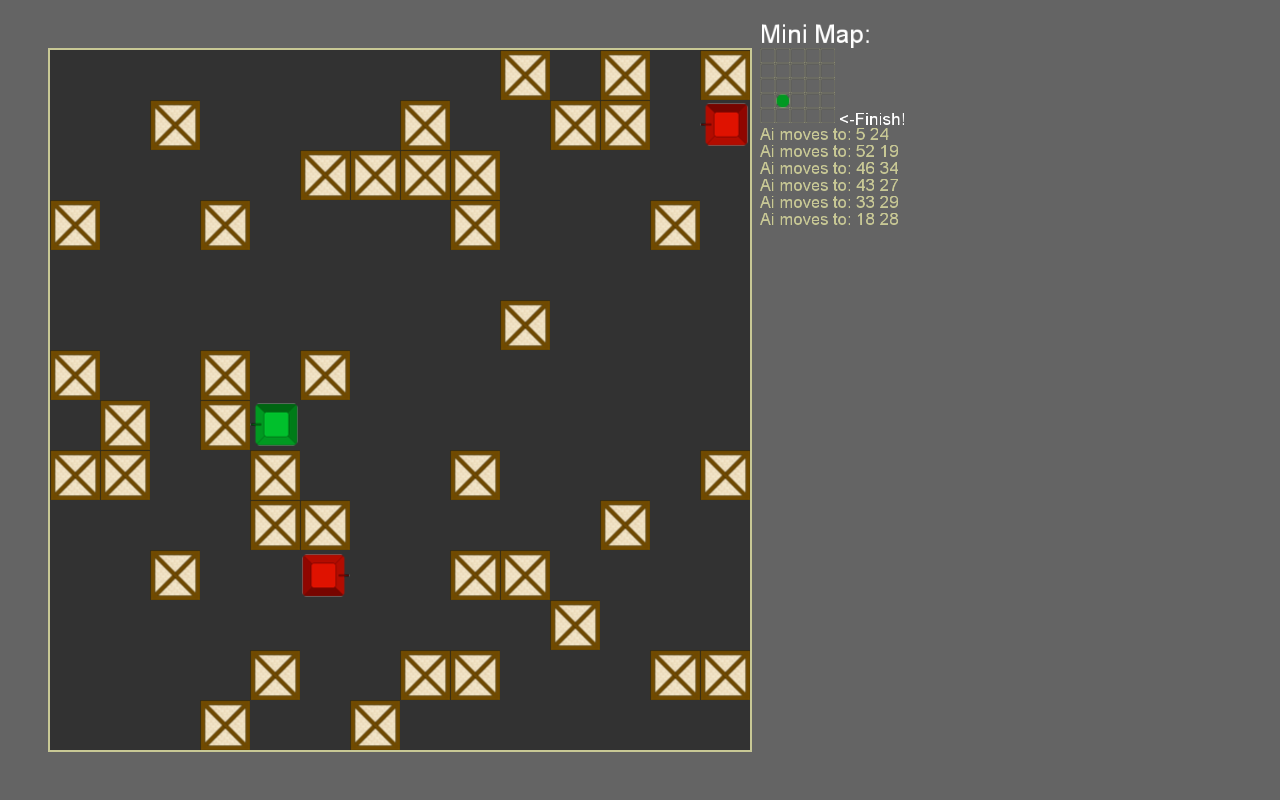 Mini Map:
<-Finish!
Ai moves to: 5 24
Ai moves to: 52 19
Ai moves to: 46 34
Ai moves to: 43 27
Ai moves to: 33 29
Ai moves to: 18 28